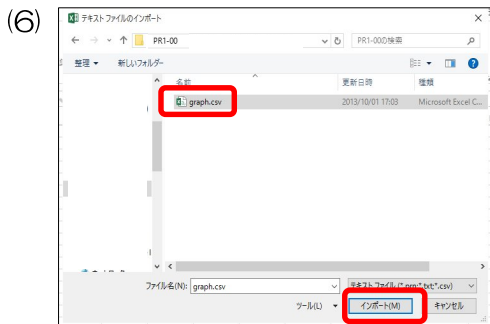 (6)
テキスト ファイルのインポート
PR1-00
PR1-00の検索
整理 新しいフォルダー
名前 更新日時 種類
graph.csv 2013/10/01 17:03 Microsoft Excel C...
ファイル名(N): graph.csv テキスト ファイル (*.prn;*.txt;*.csv)
ツール(L) インポート(M) キャンセル